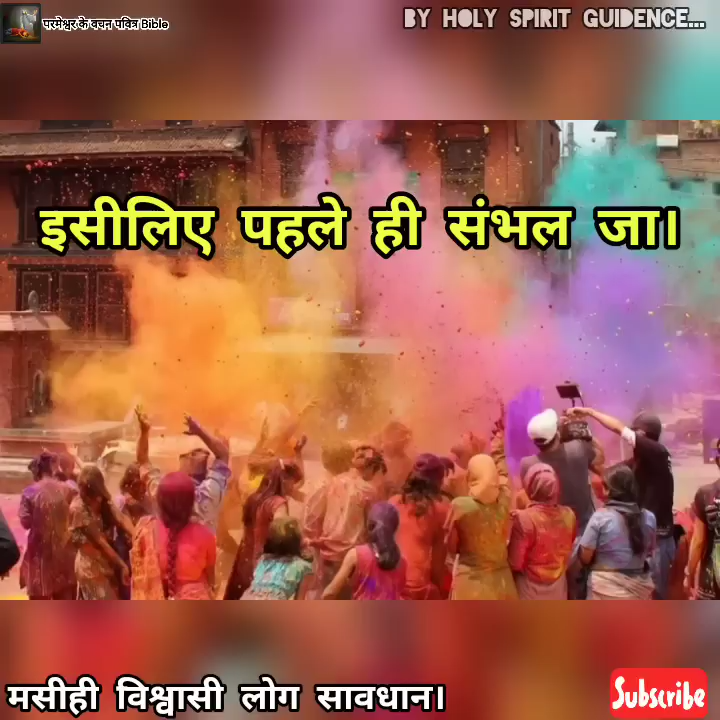 परमेश्वर के वचन पवित्र Bible
BY HOLY SPIRIT GUIDENCE...
इसीलिए पहले ही संभल जा।
मसीही विश्वासी लोग सावधान।
Subscribe